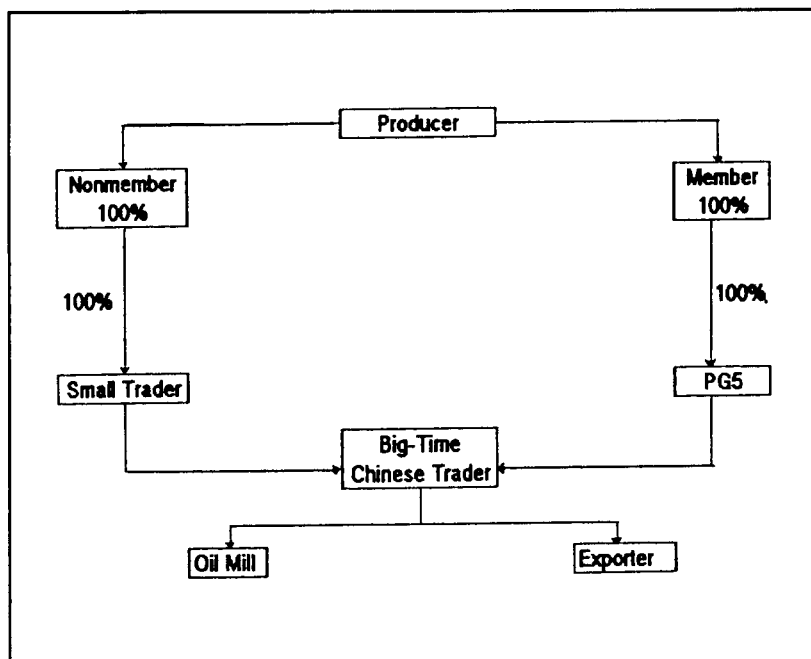 Producer
Nonmember
100%
Member
100%
100%
100%
Small Trader
PG5
Big-Time
Chinese Trader
Oil Mill
Exporter